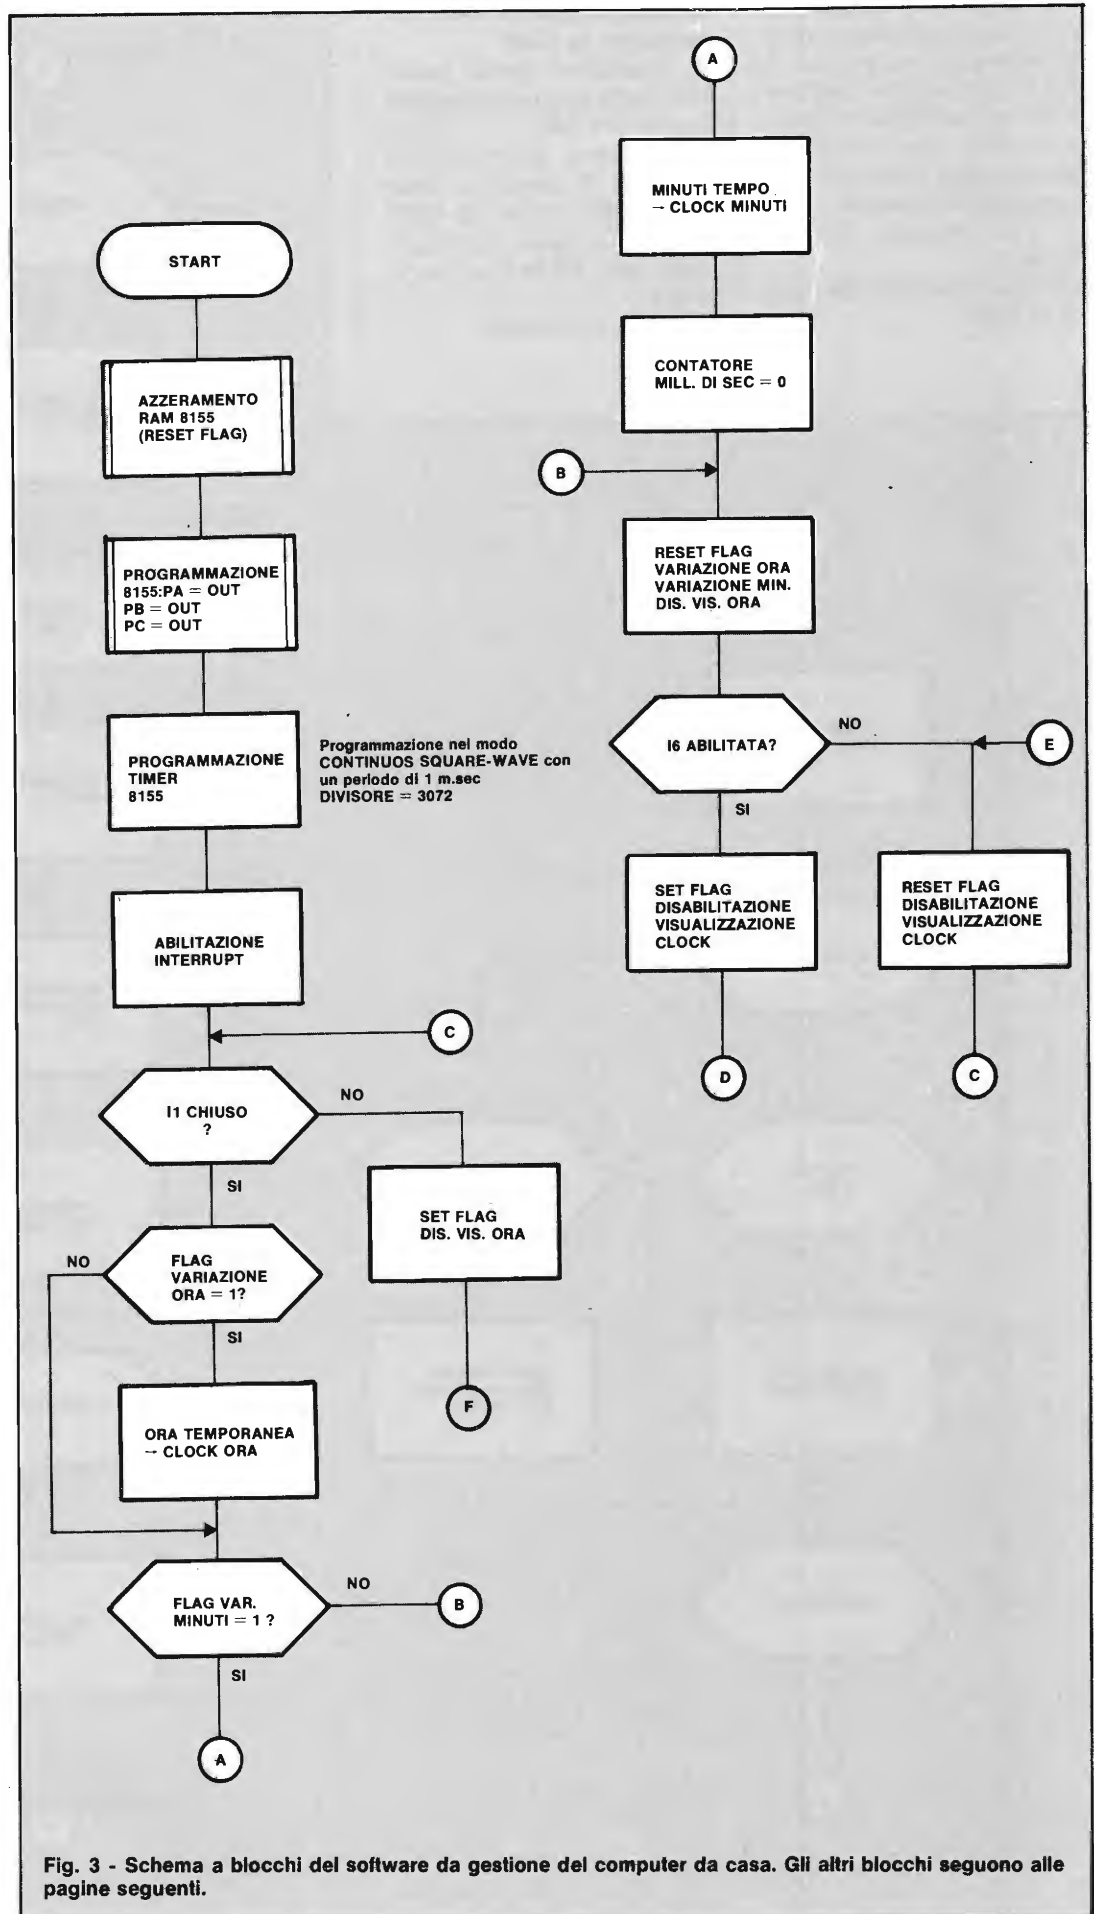 START
AZZERAMENTO
RAM 8155
(RESET FLAG)
PROGRAMMAZIONE
8155:PA = OUT
PB = OUT
PC = OUT
PROGRAMMAZIONE
TIMER
8155
Programmazione nel modo
CONTINUOS SQUARE-WAVE con
un periodo di 1 m.sec
DIVISORE = 3072
ABILITAZIONE
INTERRUPT
C
I1 CHIUSO
?
NO
SI
SET FLAG
DIS. VIS. ORA
F
NO
FLAG
VARIAZIONE
ORA = 1?
SI
ORA TEMPORANEA
→ CLOCK ORA
FLAG VAR.
MINUTI = 1 ?
NO
B
SI
A
A
MINUTI TEMPO
→ CLOCK MINUTI
CONTATORE
MILL. DI SEC = 0
B
RESET FLAG
VARIAZIONE ORA
VARIAZIONE MIN.
DIS. VIS. ORA
I6 ABILITATA?
NO
E
SI
SET FLAG
DISABILITAZIONE
VISUALIZZAZIONE
CLOCK
RESET FLAG
DISABILITAZIONE
VISUALIZZAZIONE
CLOCK
D
C
Fig. 3 - Schema a blocchi del software da gestione del computer da casa. Gli altri blocchi seguono alle
pagine seguenti.